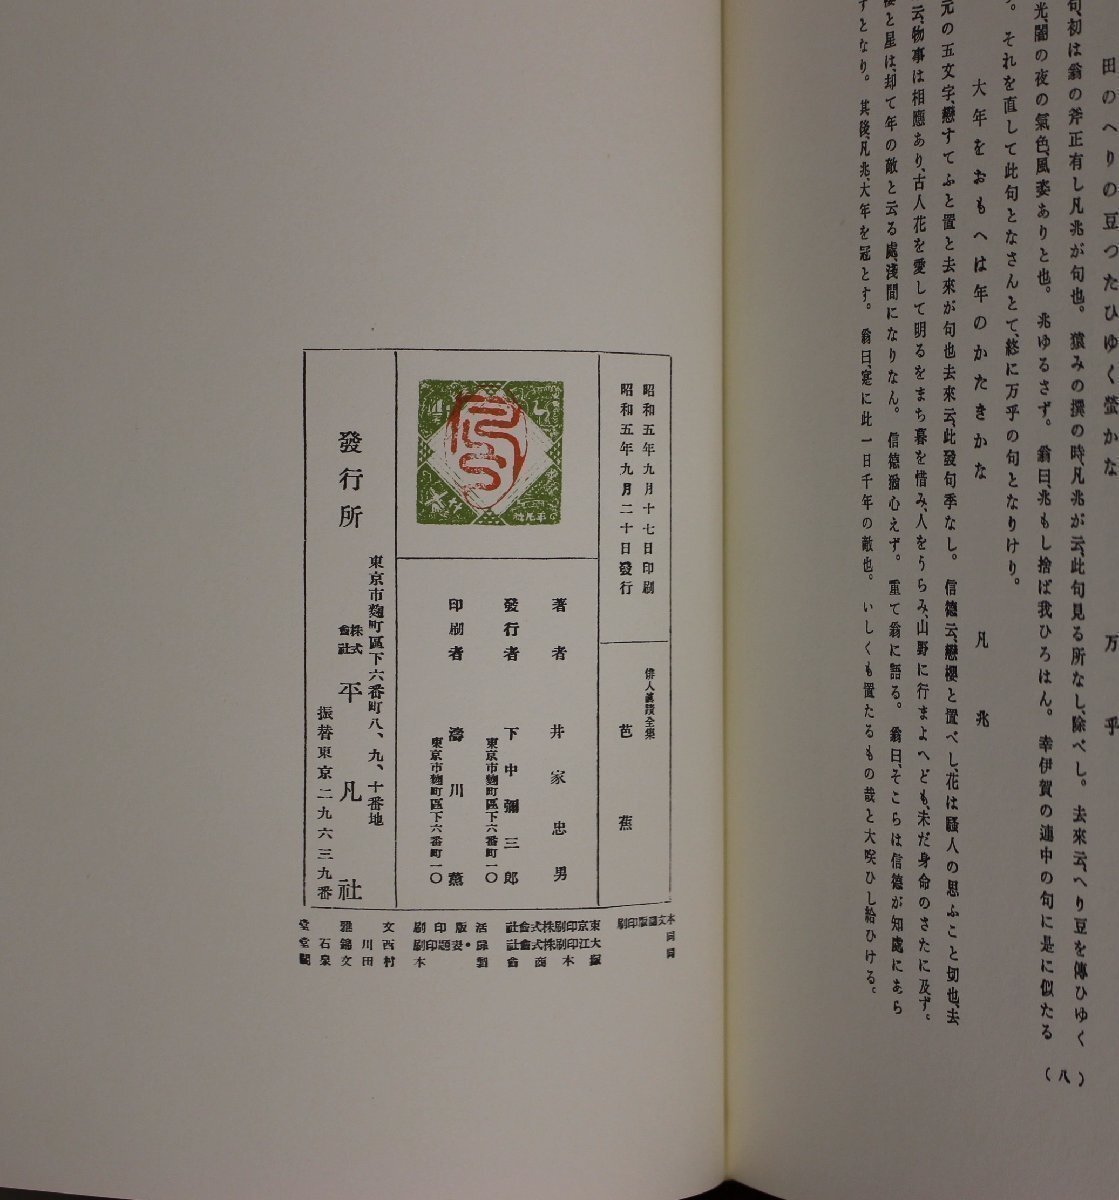 田のへりの豆つたひゆく螢かな　　万乎
句初は翁の斧正有し凡兆が句也。猿みの撰の時凡兆が云、此句見る所なし、除べし。去來云、へり豆を傳ひゆく
光、闇の夜の氣色、風姿ありと也。兆ゆるさず。翁曰、兆もし捨ば我ひろはん。幸伊賀の連中の句に是に似たる
。それを直して此句となさんとて、終に万乎の句となりけり。
大年をおもへは年のかたきかな　　凡兆
元の五文字、戀すてふと置と去來が句也去來云、此發句季なし。信德云、戀櫻と置べし、花は騷人の思ふこと切也、去
云、物事は相應あり、古人花を愛して明るをまち暮を惜み、人をうらみ、山野に行まよへども、未だ身命のさたに及ず。
櫻と星は、却て年の敵と云る處、淺間になりなん。信德猶心えず。重て翁に語る。翁曰、そこらは信德が知處にあら
すとなり。其後、凡兆、大年を冠とす。翁曰、寔に此一日千年の敵也。いしくも置たるもの哉と大咲ひし給ひける。
(八)
昭和五年九月十七日印刷
昭和五年九月二十日發行
俳人眞蹟全集
芭蕉
著者　井家忠男
發行者　下中彌三郎
東京市麴町區下六番町一〇
印刷者　濤川薰
東京市麴町區下六番町一〇
東京市麴町區下六番町八、九、十番地
發行所　株式會社　平凡社
振替東京二九六三九番